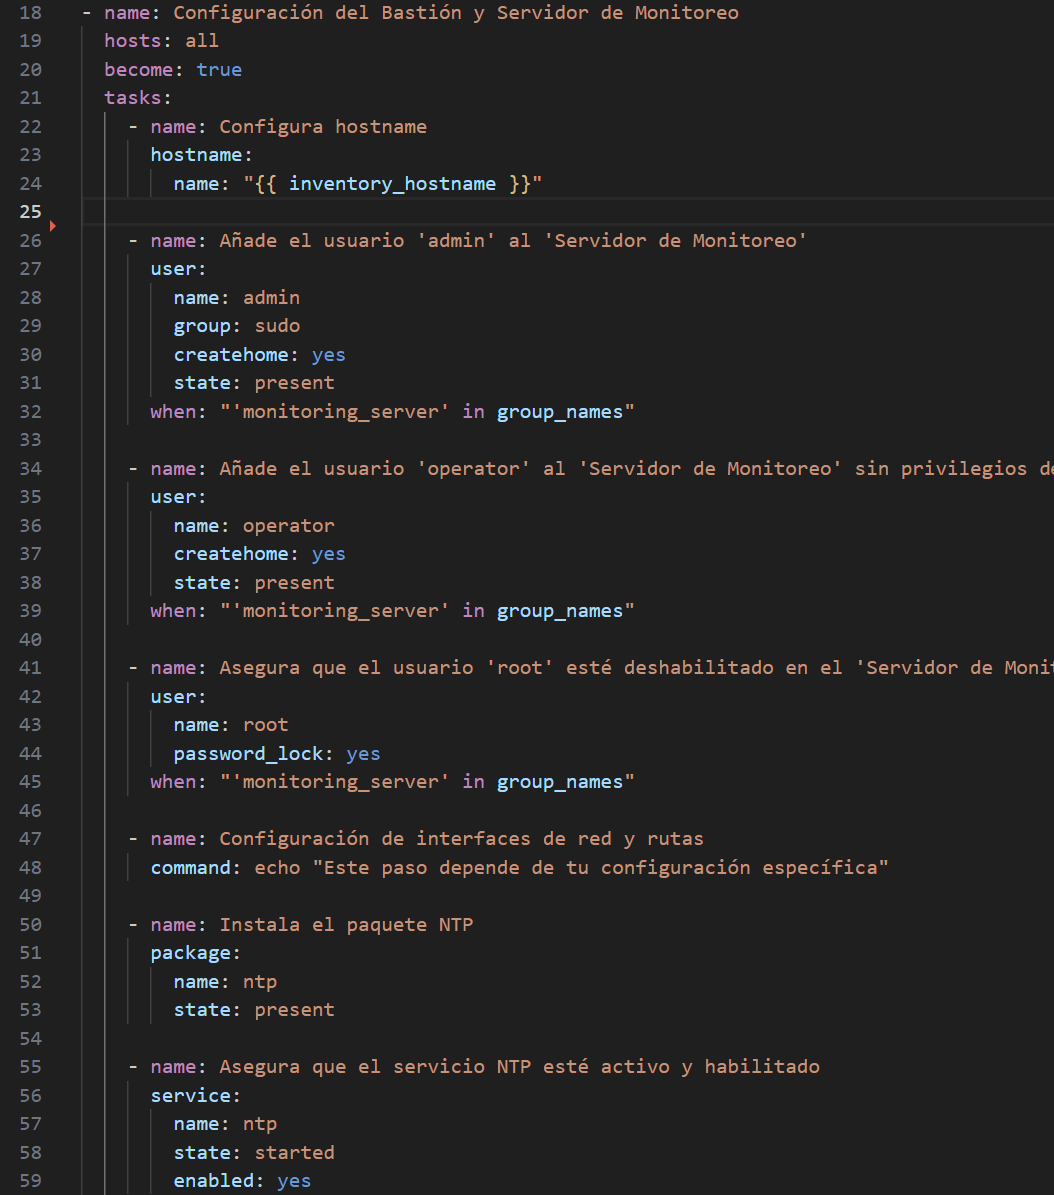 18 - name: Configuración del Bastión y Servidor de Monitoreo
19 hosts: all
20 become: true
21 tasks:
22 - name: Configura hostname
23 hostname:
24 name: "{{ inventory_hostname }}"
25
26 - name: Añade el usuario 'admin' al 'Servidor de Monitoreo'
27 user:
28 name: admin
29 group: sudo
30 createhome: yes
31 state: present
32 when: "'monitoring_server' in group_names"
33
34 - name: Añade el usuario 'operator' al 'Servidor de Monitoreo' sin privilegios de
35 user:
36 name: operator
37 createhome: yes
38 state: present
39 when: "'monitoring_server' in group_names"
40
41 - name: Asegura que el usuario 'root' esté deshabilitado en el 'Servidor de Monit
42 user:
43 name: root
44 password_lock: yes
45 when: "'monitoring_server' in group_names"
46
47 - name: Configuración de interfaces de red y rutas
48 command: echo "Este paso depende de tu configuración específica"
49
50 - name: Instala el paquete NTP
51 package:
52 name: ntp
53 state: present
54
55 - name: Asegura que el servicio NTP esté activo y habilitado
56 service:
57 name: ntp
58 state: started
59 enabled: yes